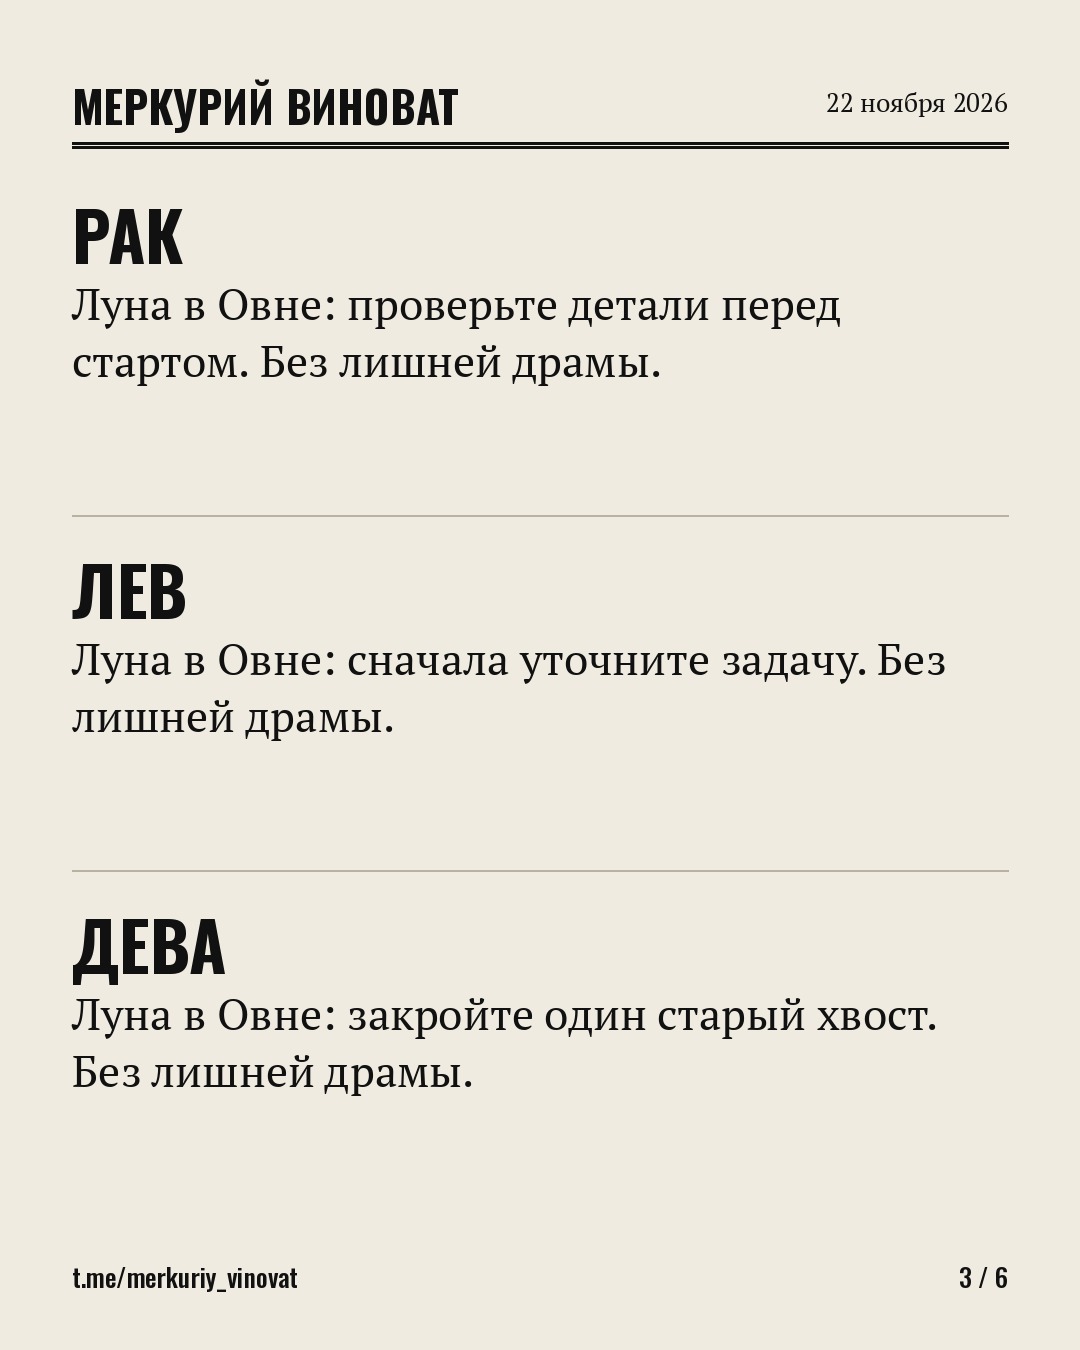 МЕРКУРИЙ ВИНОВАТ
22 ноября 2026
РАК
Луна в Овне: проверьте детали перед
стартом. Без лишней драмы.
ЛЕВ
Луна в Овне: сначала уточните задачу. Без
лишней драмы.
ДЕВА
Луна в Овне: закройте один старый хвост.
Без лишней драмы.
t.me/merkuriy_vinovat
3 / 6